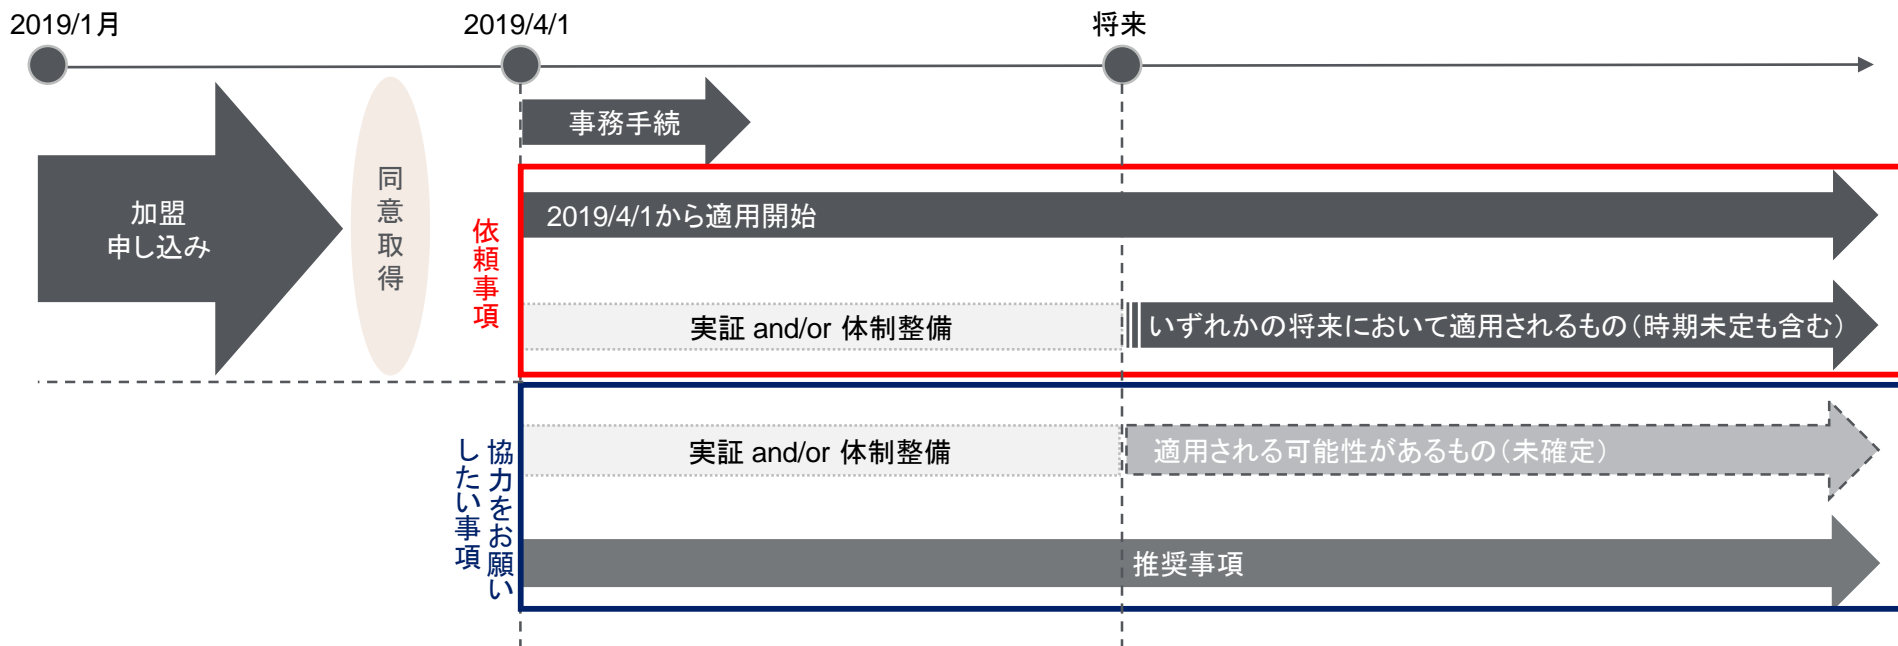 2019/1月
2019/4/1
将来
事務手続
加盟
申し込み
同意取得
依頼事項
2019/4/1から適用開始
実証 and/or 体制整備
いずれかの将来において適用されるもの（時期未定も含む）
協力をお願い
したい事項
実証 and/or 体制整備
適用される可能性があるもの（未確定）
推奨事項